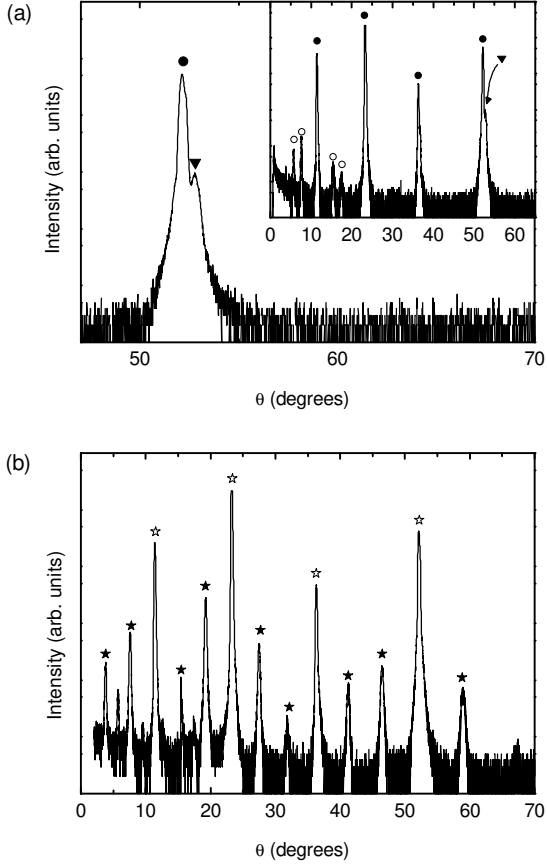 (a)
Intensity (arb. units)
0 10 20 30 40 50 60
50 60 70
θ (degrees)
(b)
Intensity (arb. units)
0 10 20 30 40 50 60 70
θ (degrees)